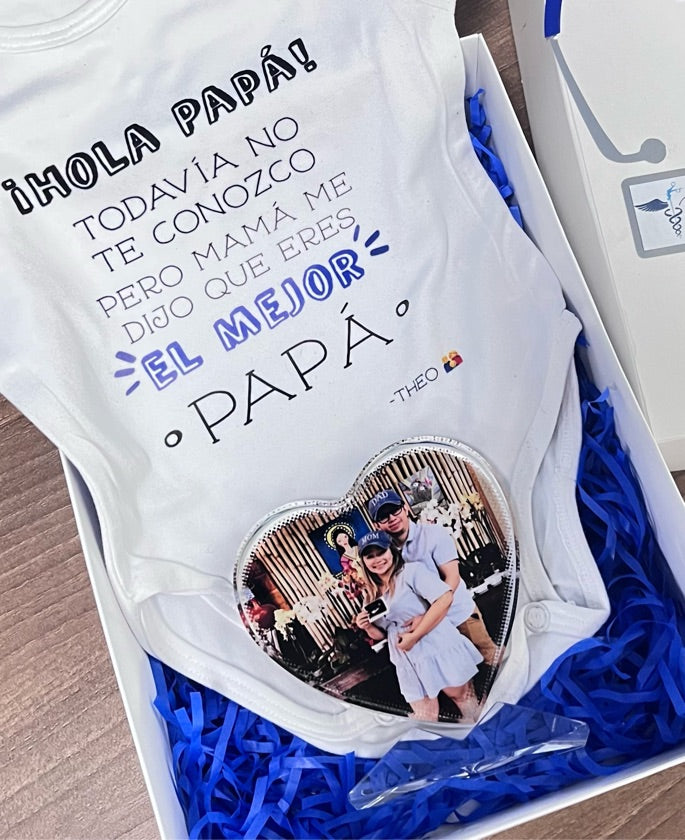 ¡HOLA PAPÁ!
TODAVÍA NO
TE CONOZCO
PERO MAMÁ ME
DIJO QUE ERES
EL MEJOR
PAPÁ
-THEO
DAD
MOM